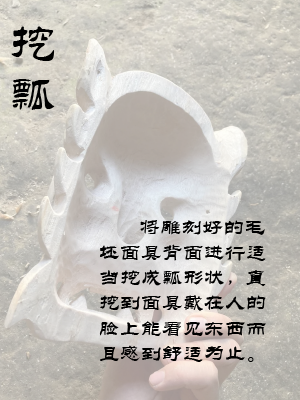 挖
瓢
将雕刻好的毛
坯面具背面进行适
当挖成瓢形状，直
挖到面具戴在人的
脸上能看见东西而
且感到舒适为止。